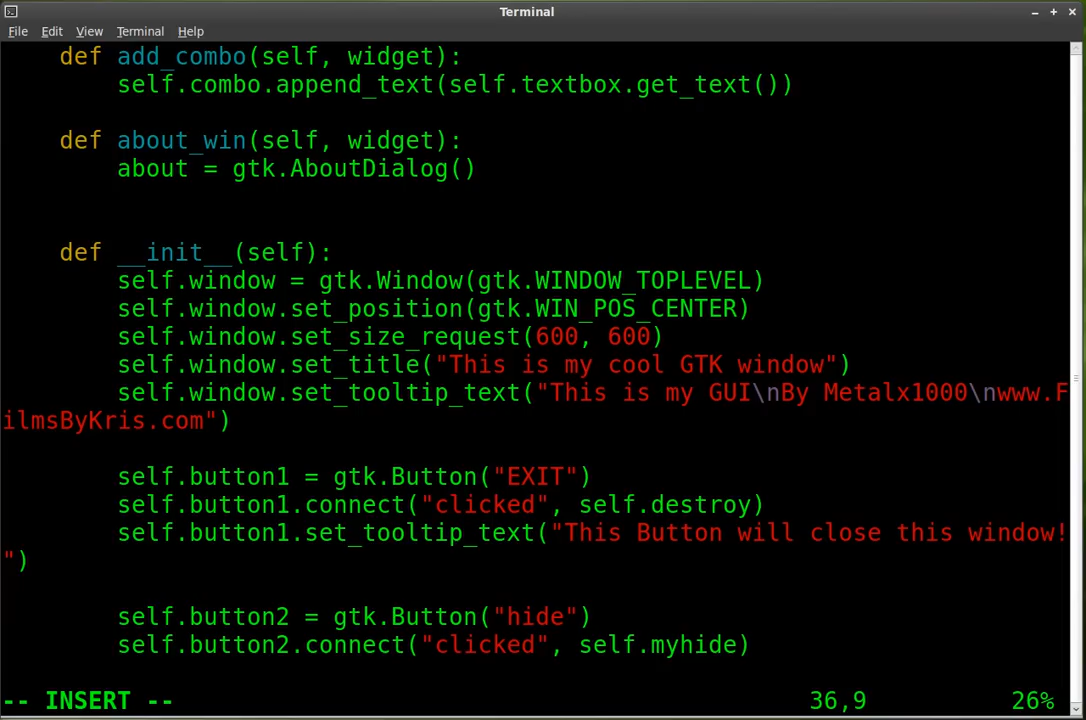 Terminal
File Edit View Terminal Help
    def add_combo(self, widget):
        self.combo.append_text(self.textbox.get_text())
    def about_win(self, widget):
        about = gtk.AboutDialog()
    def __init__(self):
        self.window = gtk.Window(gtk.WINDOW_TOPLEVEL)
        self.window.set_position(gtk.WIN_POS_CENTER)
        self.window.set_size_request(600, 600)
        self.window.set_title("This is my cool GTK window")
        self.window.set_tooltip_text("This is my GUI\nBy Metalx1000\nwww.F
ilmsByKris.com")
        self.button1 = gtk.Button("EXIT")
        self.button1.connect("clicked", self.destroy)
        self.button1.set_tooltip_text("This Button will close this window!
")
        self.button2 = gtk.Button("hide")
        self.button2.connect("clicked", self.myhide)
-- INSERT -- 36,9 26%